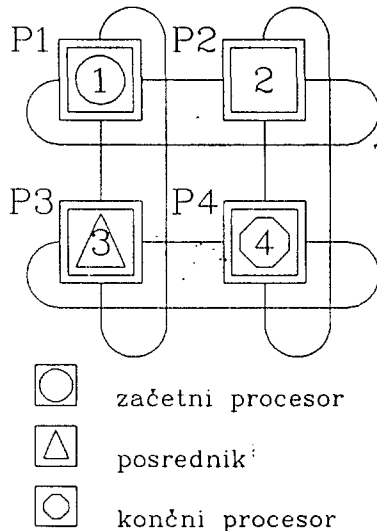 P1 P2
1 2
P3 P4
3 4
začetni procesor
posrednik
končni procesor